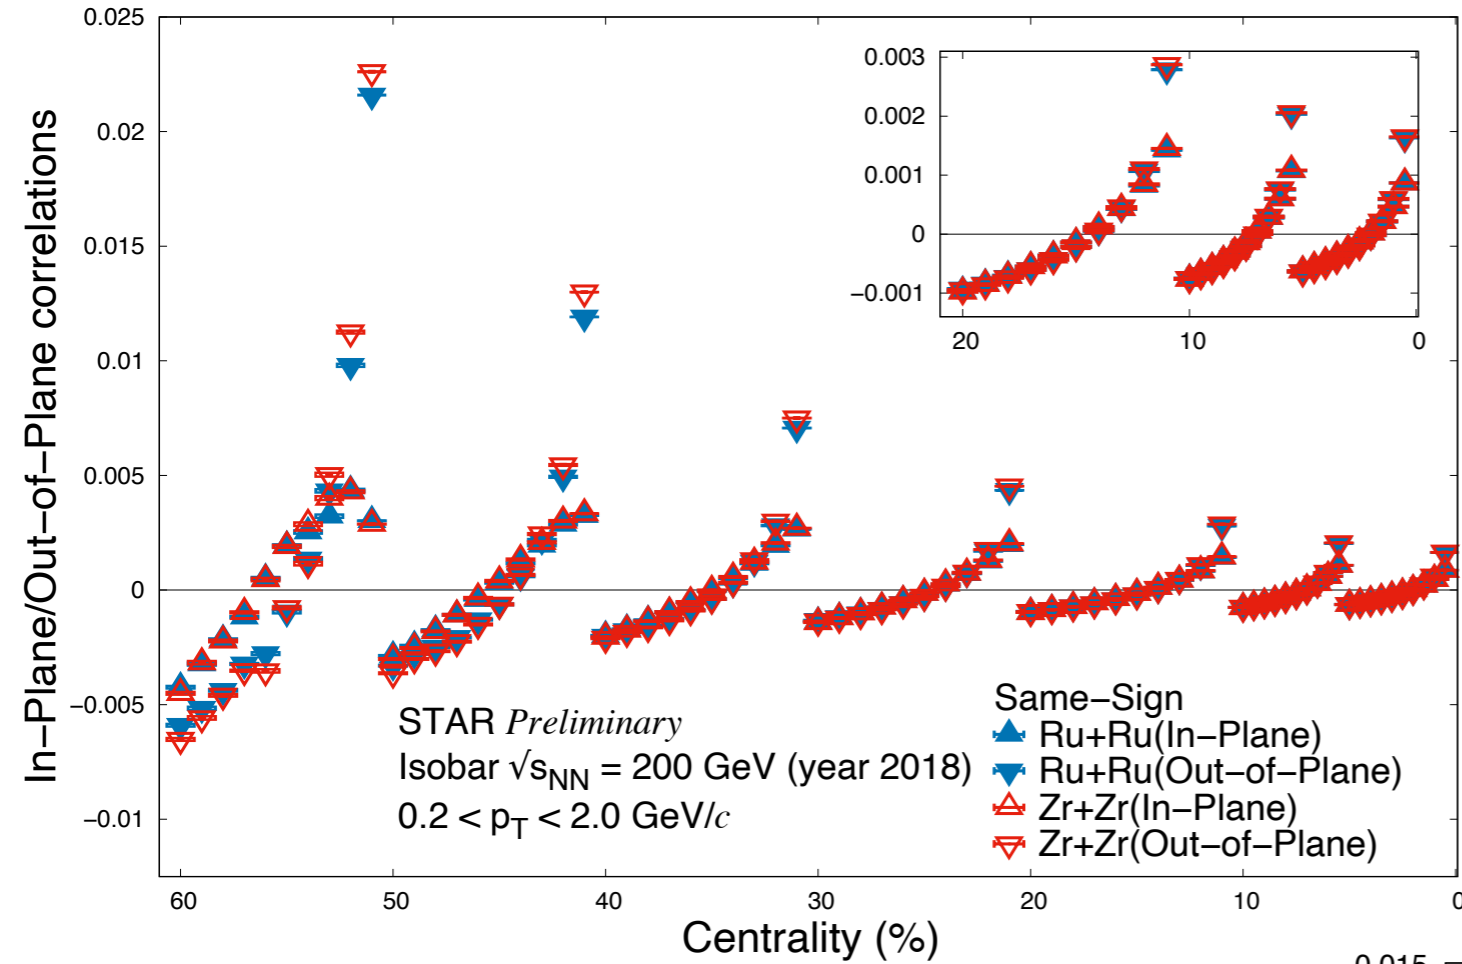 0.025
0.02
0.015
0.01
0.005
0
−0.005
−0.01
In−Plane/Out−of−Plane correlations
0.003
0.002
0.001
0
−0.001
20 10 0
STAR Preliminary
Isobar √sNN = 200 GeV (year 2018)
0.2 < pT < 2.0 GeV/c
Same−Sign
Ru+Ru(In−Plane)
Ru+Ru(Out−of−Plane)
Zr+Zr(In−Plane)
Zr+Zr(Out−of−Plane)
60 50 40 30 20 10 0
Centrality (%)
0.015